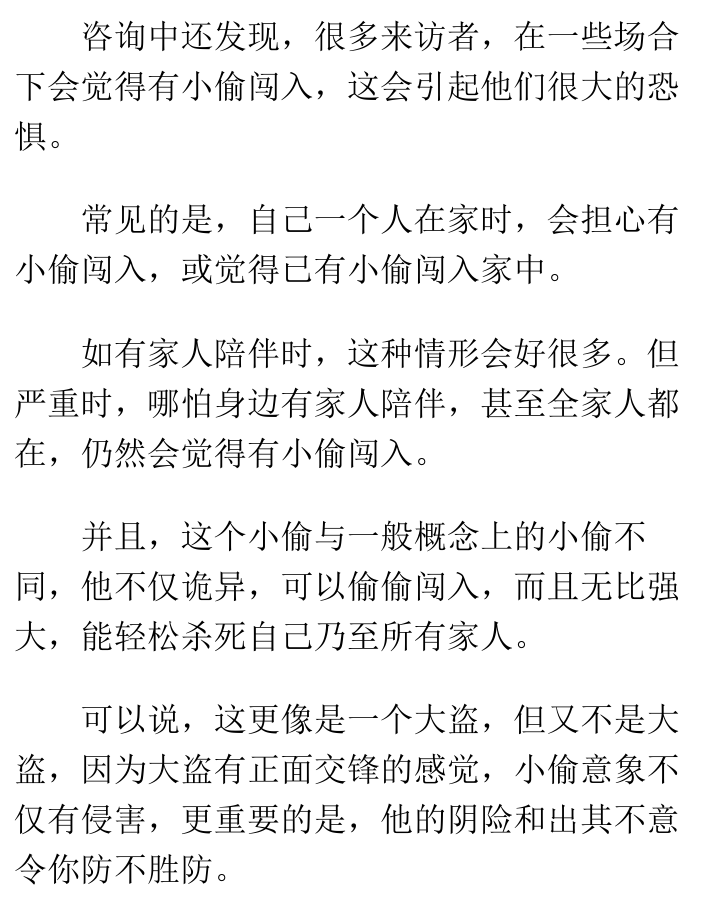 咨询中还发现，很多来访者，在一些场合
下会觉得有小偷闯入，这会引起他们很大的恐
惧。
常见的是，自己一个人在家时，会担心有
小偷闯入，或觉得已有小偷闯入家中。
如有家人陪伴时，这种情形会好很多。但
严重时，哪怕身边有家人陪伴，甚至全家人都
在，仍然会觉得有小偷闯入。
并且，这个小偷与一般概念上的小偷不
同，他不仅诡异，可以偷偷闯入，而且无比强
大，能轻松杀死自己乃至所有家人。
可以说，这更像是一个大盗，但又不是大
盗，因为大盗有正面交锋的感觉，小偷意象不
仅有侵害，更重要的是，他的阴险和出其不意
令你防不胜防。